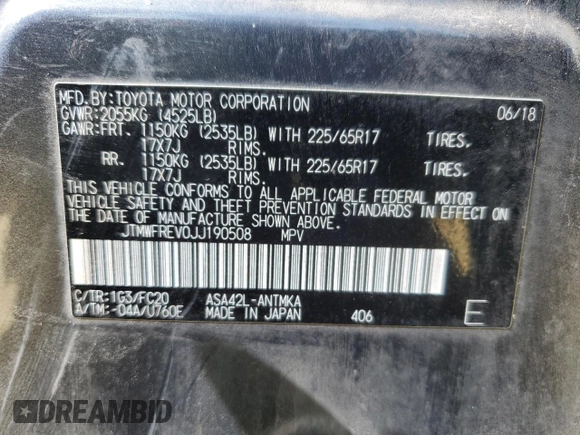 MFD.BY:TOYOTA MOTOR CORPORATION 06/18
GVWR:2055KG (4525LB)
GAWR:FRT. 1150KG (2535LB) WITH 225/65R17 TIRES.
17X7J RIMS.
RR. 1150KG (2535LB) WITH 225/65R17 TIRES.
17X7J RIMS.
THIS VEHICLE CONFORMS TO ALL APPLICABLE FEDERAL MOTOR
VEHICLE SAFETY AND THEFT PREVENTION STANDARDS IN EFFECT ON
THE DATE OF MANUFACTURE SHOWN ABOVE.
JTMWFREV0JJ190508 MPV
C/TR:1G3/FC20 ASA42L-ANTMKA
A/TM:-04A/U760E MADE IN JAPAN 406 E
DREAMBID